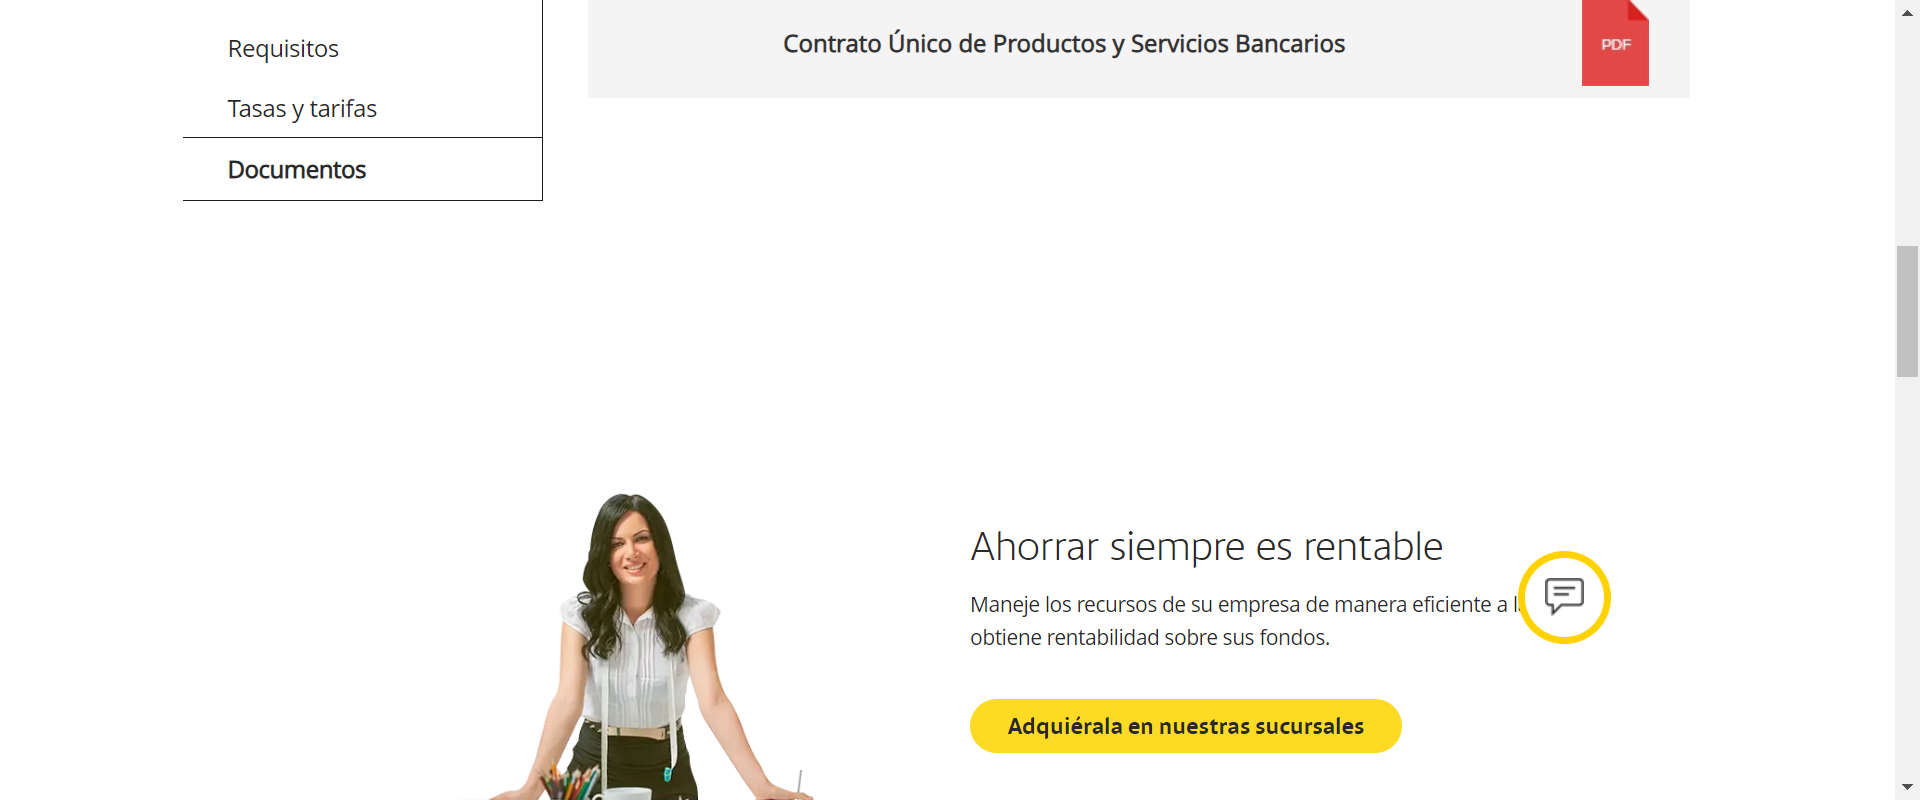 Requisitos
Tasas y tarifas
Documentos
Contrato Único de Productos y Servicios Bancarios
PDF
Ahorrar siempre es rentable
Maneje los recursos de su empresa de manera eficiente a
obtiene rentabilidad sobre sus fondos.
Adquiérala en nuestras sucursales